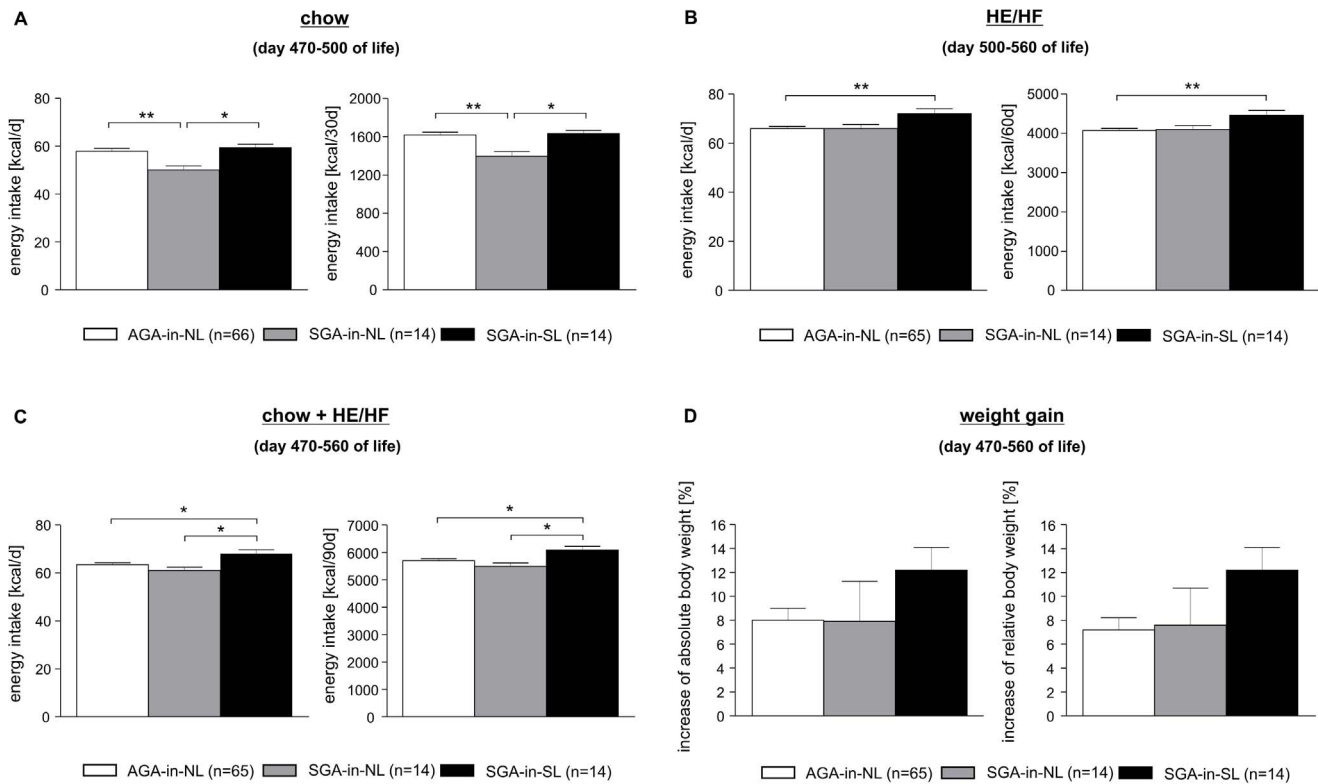 A
chow
(day 470-500 of life)
energy intake [kcal/d]
80
60
40
20
0
** *
energy intake [kcal/30d]
2000
1600
1200
800
400
0
** *
AGA-in-NL (n=66) SGA-in-NL (n=14) SGA-in-SL (n=14)
B
HE/HF
(day 500-560 of life)
energy intake [kcal/d]
80
60
40
20
0
**
energy intake [kcal/60d]
5000
4000
3000
2000
1000
0
**
AGA-in-NL (n=65) SGA-in-NL (n=14) SGA-in-SL (n=14)
C
chow + HE/HF
(day 470-560 of life)
energy intake [kcal/d]
80
60
40
20
0
*
*
energy intake [kcal/90d]
7000
6000
5000
4000
3000
2000
1000
0
*
*
AGA-in-NL (n=65) SGA-in-NL (n=14) SGA-in-SL (n=14)
D
weight gain
(day 470-560 of life)
increase of absolute body weight [%]
16
14
12
10
8
6
4
2
0
increase of relative body weight [%]
16
14
12
10
8
6
4
2
0
AGA-in-NL (n=65) SGA-in-NL (n=14) SGA-in-SL (n=14)